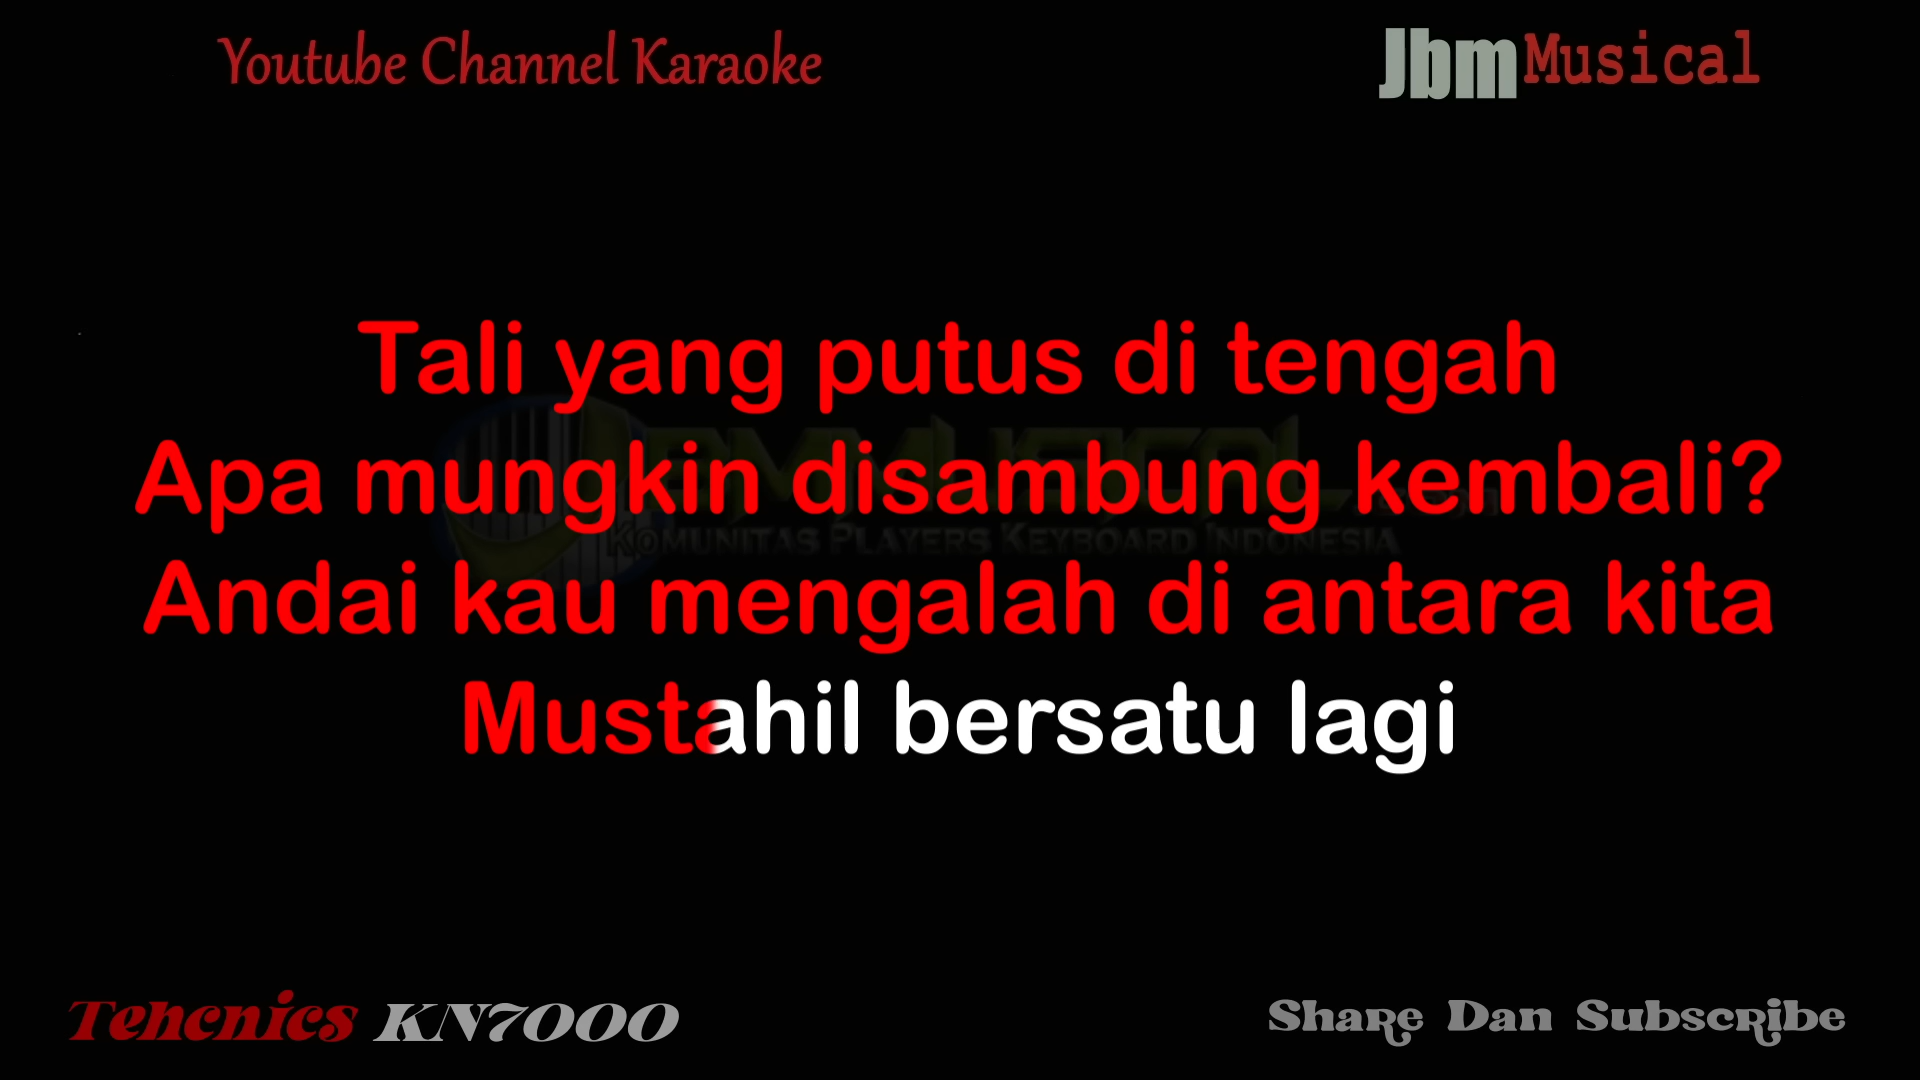 Youtube Channel Karaoke
JbmMusical
Tali yang putus di tengah
Apa mungkin disambung kembali?
KOMUNITAS PLAYERS KEYBOARD INDONESIA
Andai kau mengalah di antara kita
Mustahil bersatu lagi
Tehcnics KN7000
Share Dan Subscribe